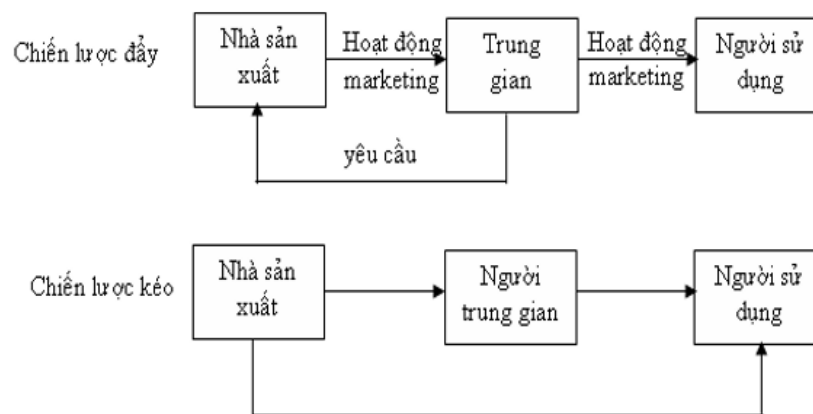 Chiến lược đẩy
Nhà sản
xuất
Hoạt động
marketing
Trung
gian
Hoạt động
marketing
Người sử
dụng
yêu cầu
Chiến lược kéo
Nhà sản
xuất
Người
trung gian
Người sử
dụng